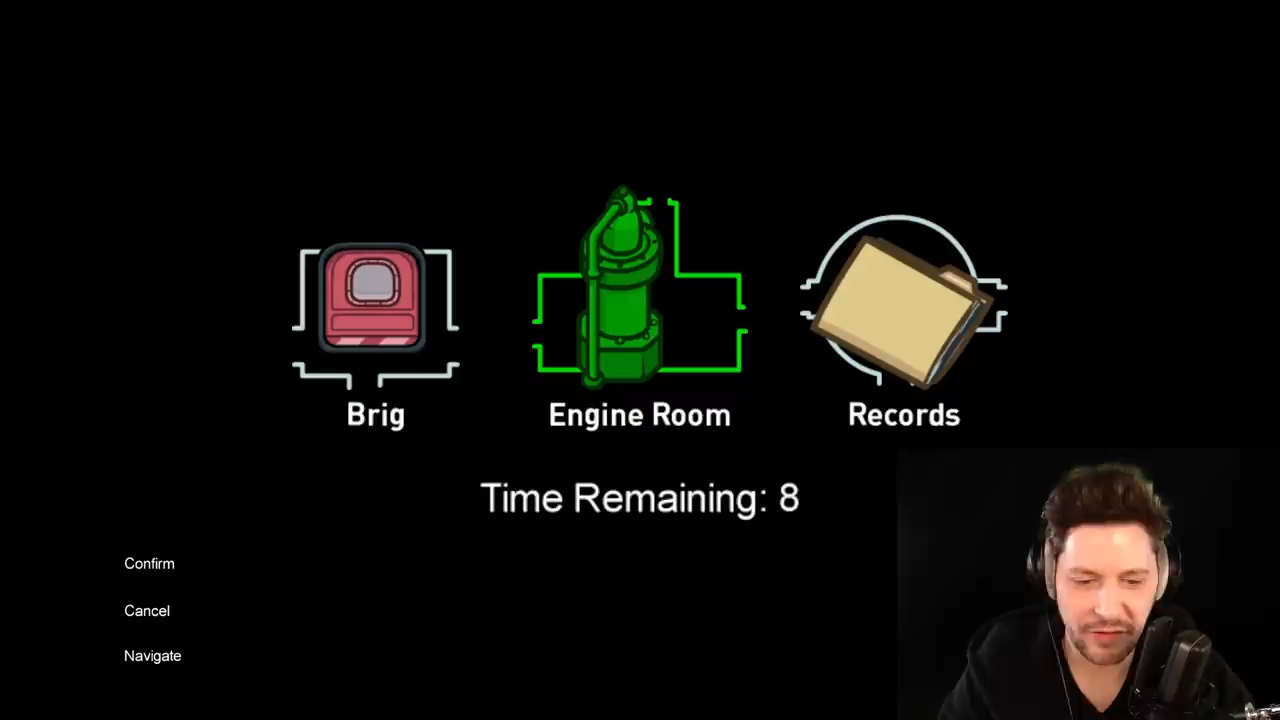 Brig
Engine Room
Records
Time Remaining: 8
Confirm
Cancel
Navigate